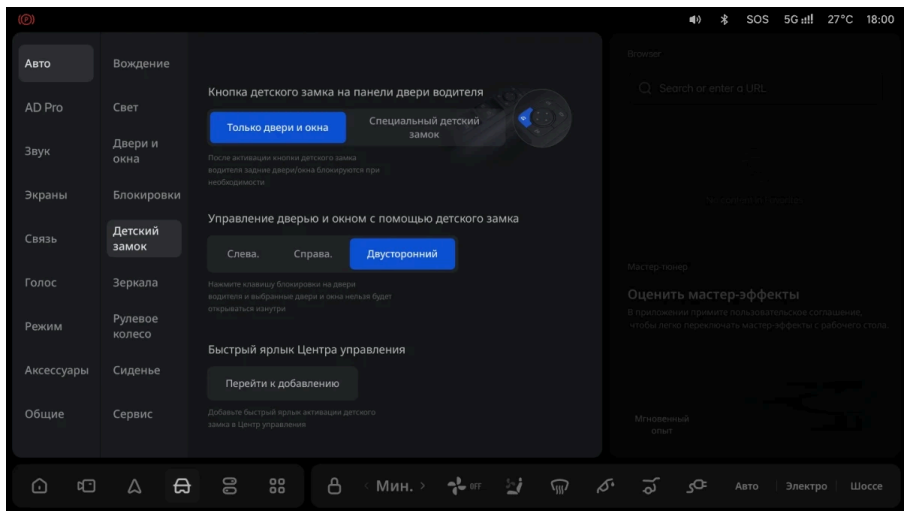 (P)
SOS 5G 27°C 18:00
Авто
AD Pro
Звук
Экраны
Связь
Голос
Режим
Аксессуары
Общие
Вождение
Свет
Двери и
окна
Блокировки
Детский
замок
Зеркала
Рулевое
колесо
Сиденье
Сервис
Кнопка детского замка на панели двери водителя
Только двери и окна
Специальный детский
замок
После активации кнопки детского замка
водителя задние двери/окна блокируются при
необходимости
Управление дверью и окном с помощью детского замка
Слева. Справа. Двусторонний
Нажмите клавишу блокировки на двери
водителя и выбранные двери и окна нельзя будет
открываться изнутри
Быстрый ярлык Центра управления
Перейти к добавлению
Добавьте быстрый ярлык активации детского
замка в Центр управления
Browser
Search or enter a URL
Мастер-тюнер
Оценить мастер-эффекты
В приложении примите пользовательское соглашение,
чтобы легко переключать мастер-эффекты с рабочего стола.
Мгновенный
опыт
< Мин. > OFF Авто Электро Шоссе